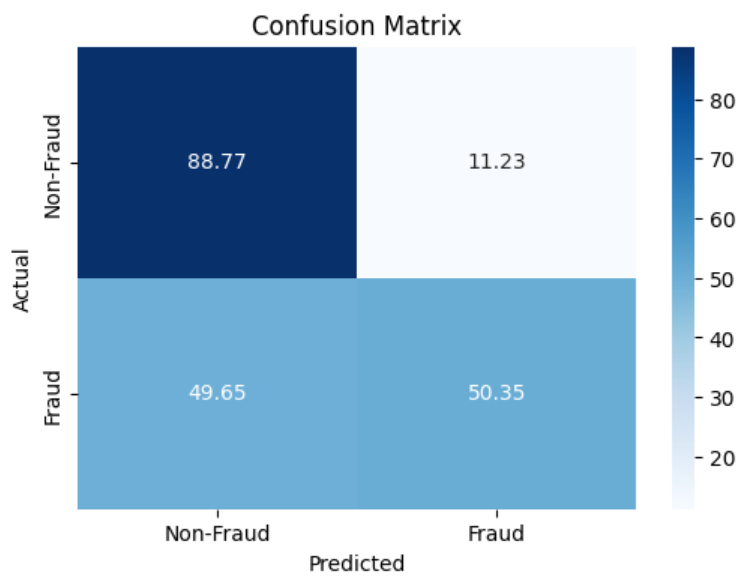 Confusion Matrix
Actual
Non-Fraud
88.77
11.23
Fraud
49.65
50.35
Non-Fraud
Fraud
Predicted
80
70
60
50
40
30
20